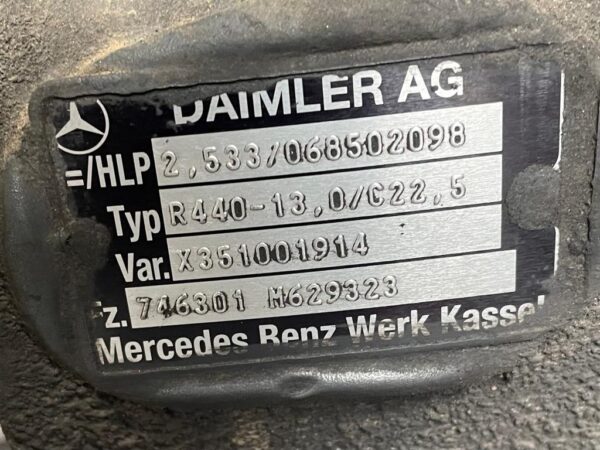 DAIMLER AG
=/HLP 2,533/068502098
Typ R440-13,0/C22,5
Var. X351001914
z. 746301 M629323
Mercedes Benz Werk Kassel